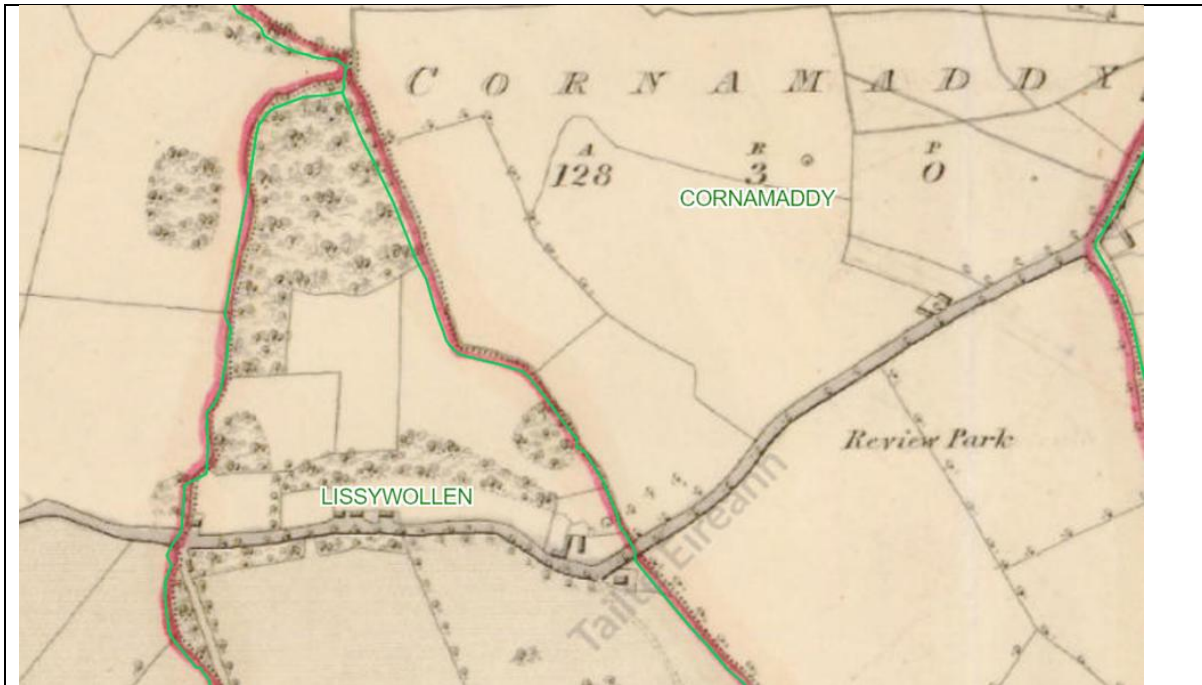 CORNAMADDY
A R P
128 3 0
CORNAMADDY
Review Park
LISSYWOLLEN
Tailte Éireann